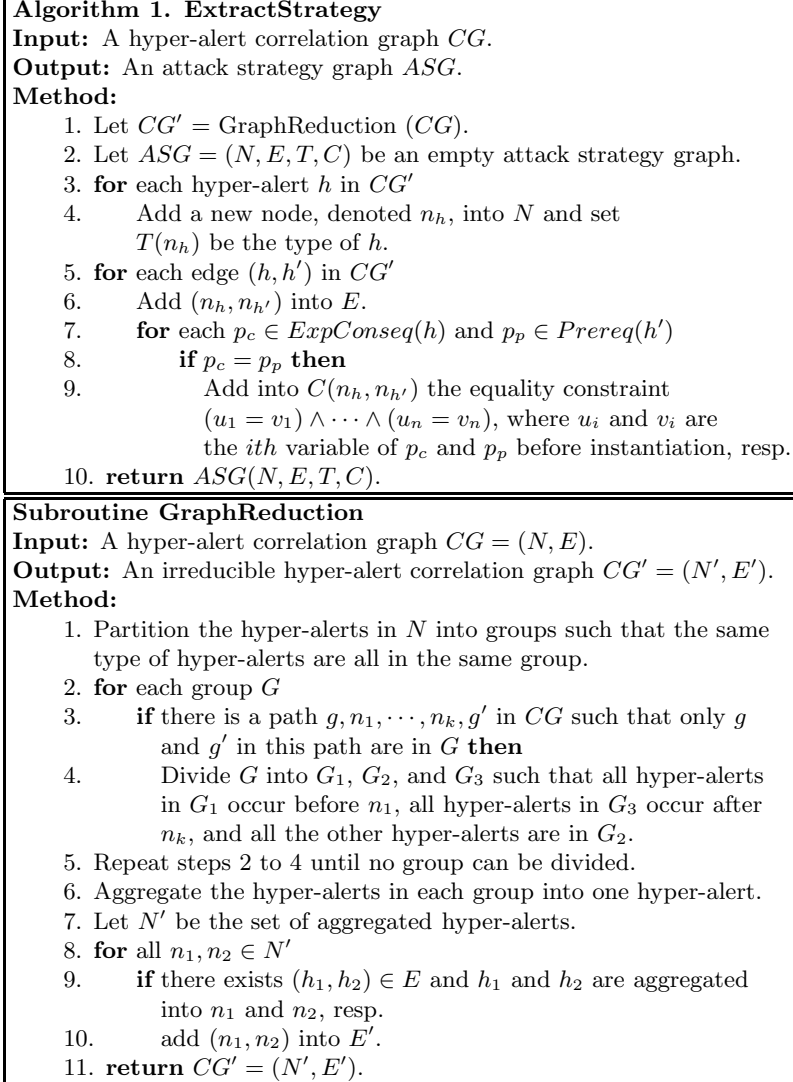 Algorithm 1. ExtractStrategy
Input: A hyper-alert correlation graph CG.
Output: An attack strategy graph ASG.
Method:
1. Let CG′ = GraphReduction (CG).
2. Let ASG = (N, E, T, C) be an empty attack strategy graph.
3. for each hyper-alert h in CG′
4. Add a new node, denoted n_h, into N and set
T(n_h) be the type of h.
5. for each edge (h, h′) in CG′
6. Add (n_h, n_h′) into E.
7. for each p_c ∈ ExpConseq(h) and p_p ∈ Prereq(h′)
8. if p_c = p_p then
9. Add into C(n_h, n_h′) the equality constraint
(u_1 = v_1) ∧ ··· ∧ (u_n = v_n), where u_i and v_i are
the ith variable of p_c and p_p before instantiation, resp.
10. return ASG(N, E, T, C).
Subroutine GraphReduction
Input: A hyper-alert correlation graph CG = (N, E).
Output: An irreducible hyper-alert correlation graph CG′ = (N′, E′).
Method:
1. Partition the hyper-alerts in N into groups such that the same
type of hyper-alerts are all in the same group.
2. for each group G
3. if there is a path g, n_1, ···, n_k, g′ in CG such that only g
and g′ in this path are in G then
4. Divide G into G_1, G_2, and G_3 such that all hyper-alerts
in G_1 occur before n_1, all hyper-alerts in G_3 occur after
n_k, and all the other hyper-alerts are in G_2.
5. Repeat steps 2 to 4 until no group can be divided.
6. Aggregate the hyper-alerts in each group into one hyper-alert.
7. Let N′ be the set of aggregated hyper-alerts.
8. for all n_1, n_2 ∈ N′
9. if there exists (h_1, h_2) ∈ E and h_1 and h_2 are aggregated
into n_1 and n_2, resp.
10. add (n_1, n_2) into E′.
11. return CG′ = (N′, E′).